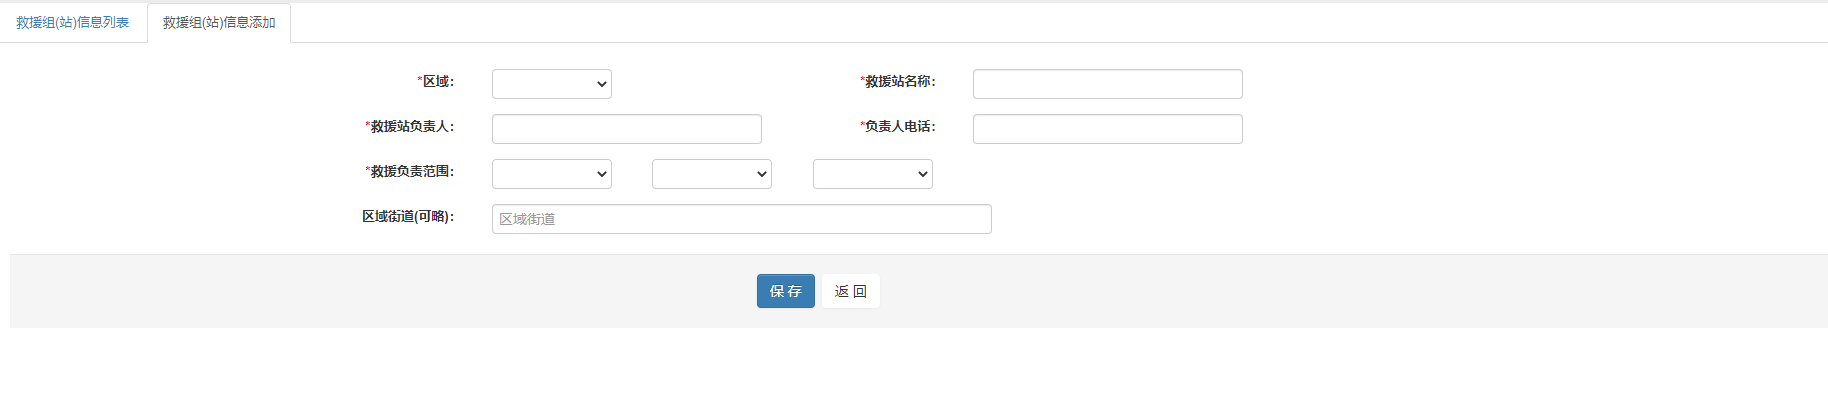 救援组(站)信息列表 救援组(站)信息添加
*区域： *救援站名称：
*救援站负责人： *负责人电话：
*救援负责范围：
区域街道(可略)： 区域街道
保 存 返 回